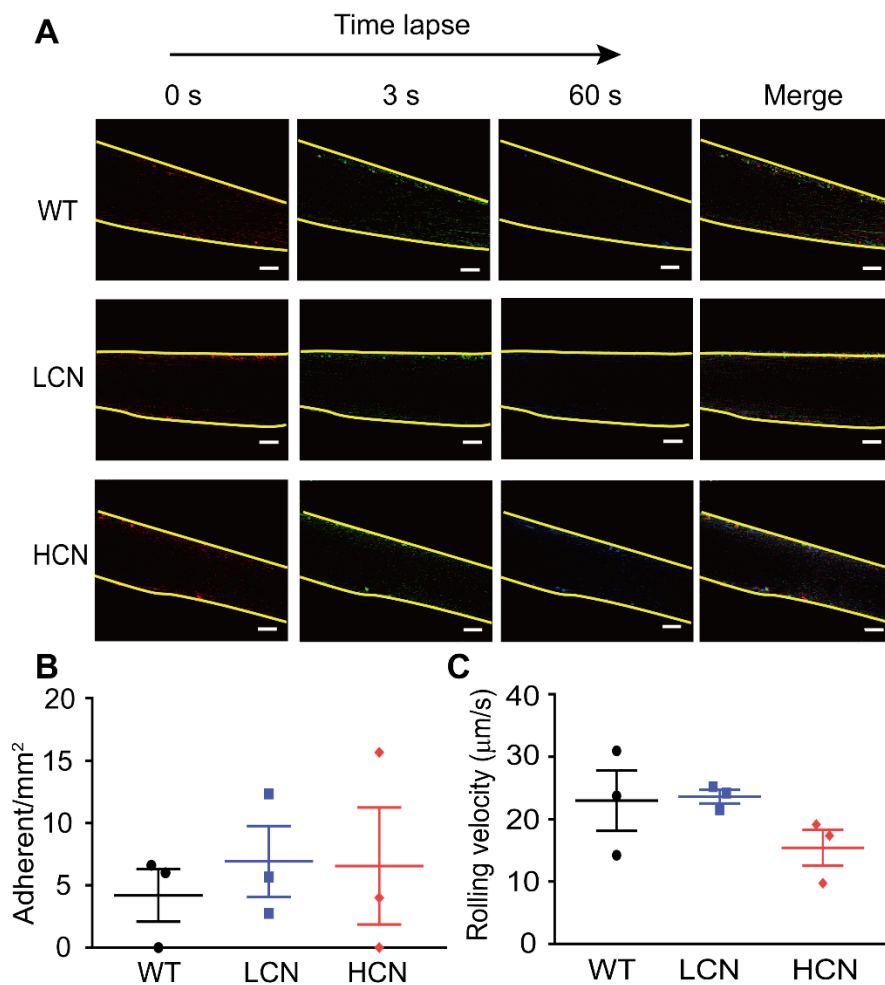 A
Time lapse
0 s 3 s 60 s Merge
WT
LCN
HCN
B
Adherent/mm²
20
15
10
5
0
WT LCN HCN
C
Rolling velocity (μm/s)
40
30
20
10
0
WT LCN HCN